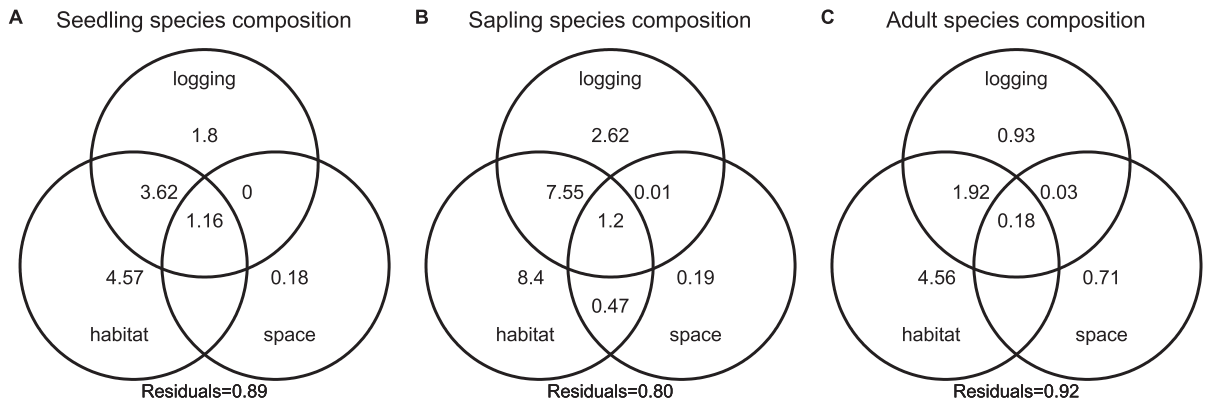 A Seedling species composition
logging
1.8
3.62 0
1.16
4.57 0.18
habitat space
Residuals=0.89
B Sapling species composition
logging
2.62
7.55 0.01
1.2
8.4 0.19
0.47
habitat space
Residuals=0.80
C Adult species composition
logging
0.93
1.92 0.03
0.18
4.56 0.71
habitat space
Residuals=0.92